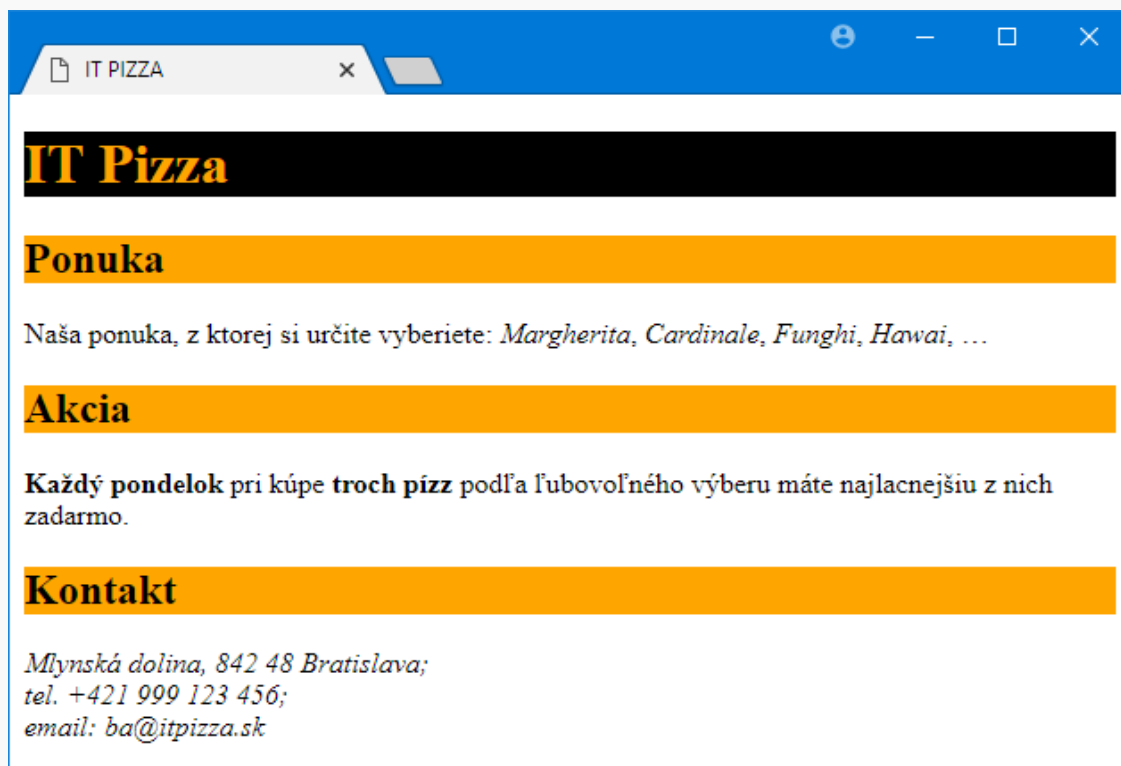 IT PIZZA
IT Pizza
Ponuka
Naša ponuka, z ktorej si určite vyberiete: Margherita, Cardinale, Funghi, Hawai, …
Akcia
Každý pondelok pri kúpe troch pízz podľa ľubovoľného výberu máte najlacnejšiu z nich
zadarmo.
Kontakt
Mlynská dolina, 842 48 Bratislava;
tel. +421 999 123 456;
email: ba@itpizza.sk